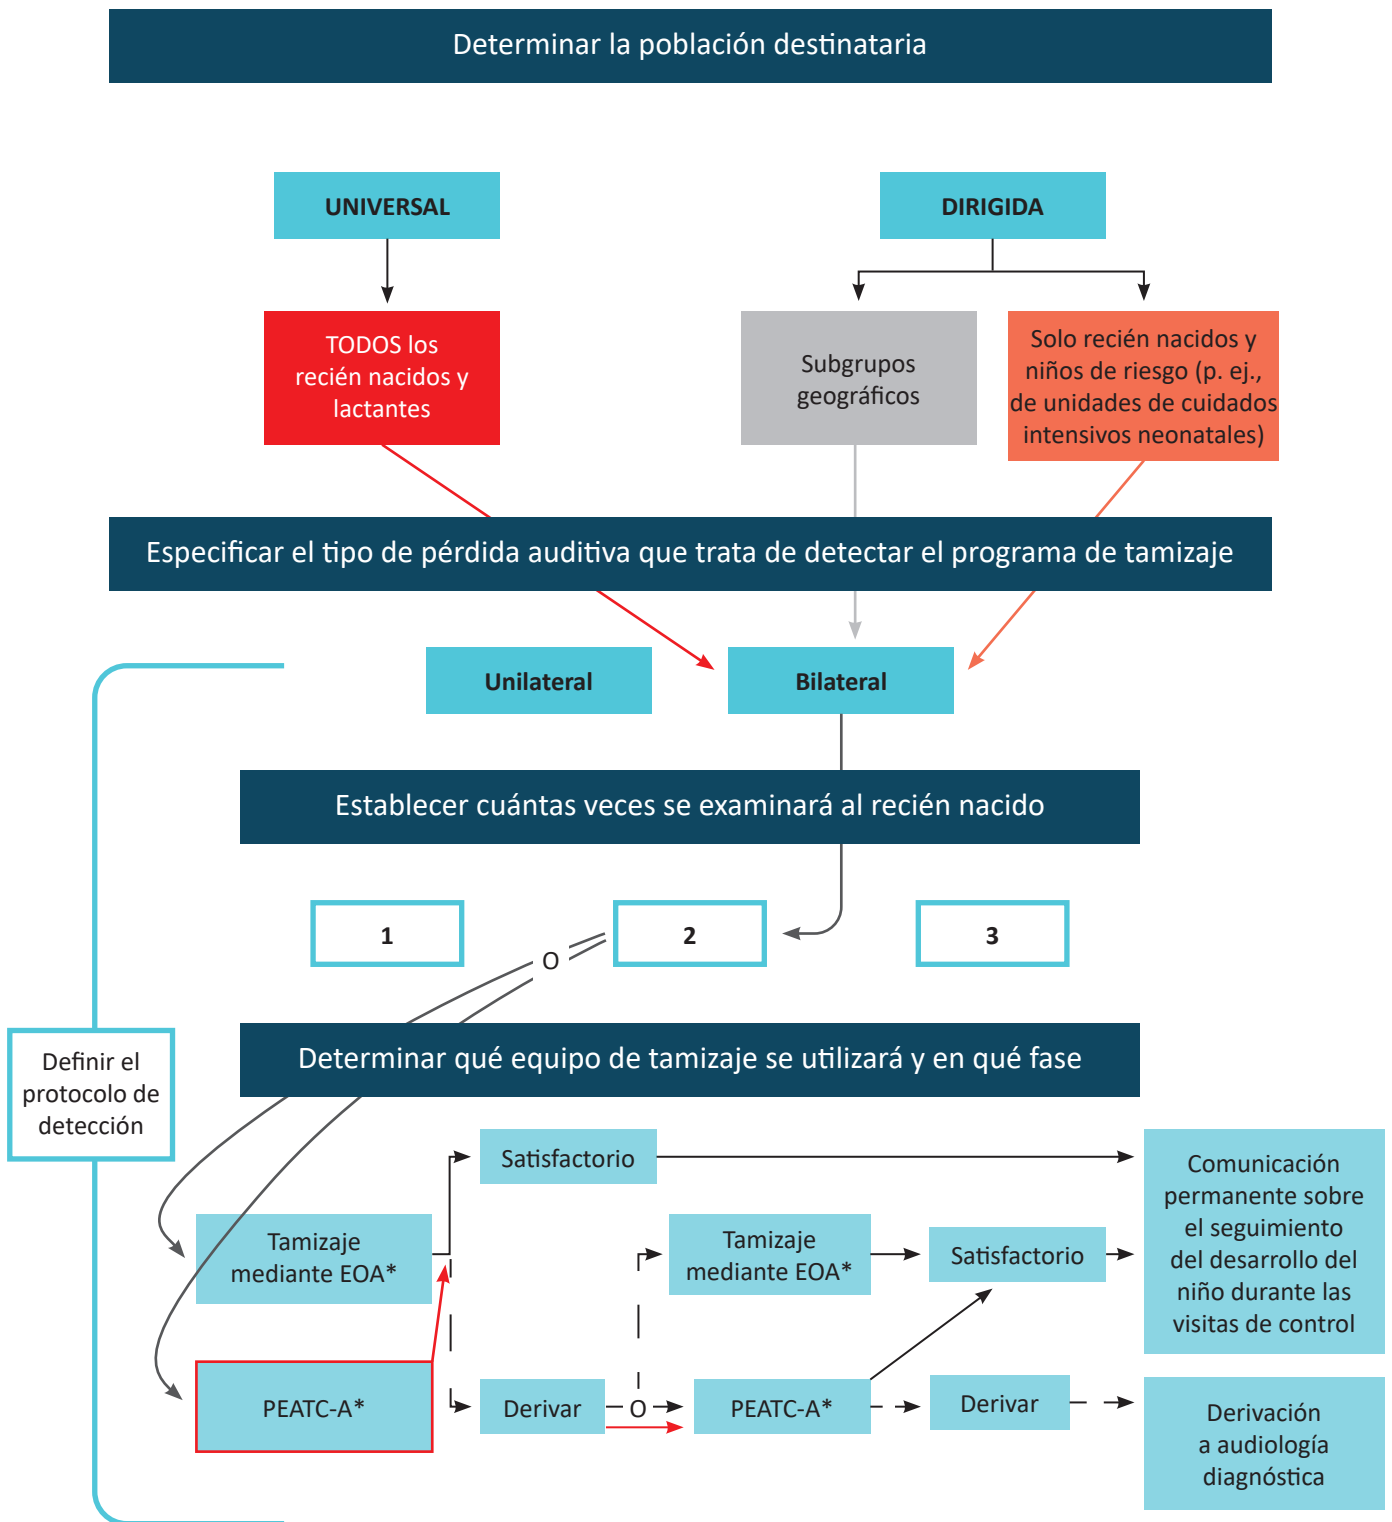 Determinar la población destinataria
UNIVERSAL
DIRIGIDA
TODOS los
recién nacidos y
lactantes
Subgrupos
geográficos
Solo recién nacidos y
niños de riesgo (p. ej.,
de unidades de cuidados
intensivos neonatales)
Especificar el tipo de pérdida auditiva que trata de detectar el programa de tamizaje
Unilateral
Bilateral
Establecer cuántas veces se examinará al recién nacido
1
2
3
O
Definir el
protocolo de
detección
Determinar qué equipo de tamizaje se utilizará y en qué fase
Satisfactorio
Tamizaje
mediante EOA*
Tamizaje
mediante EOA*
Satisfactorio
Comunicación
permanente sobre
el seguimiento
del desarrollo del
niño durante las
visitas de control
PEATC-A*
Derivar
O
PEATC-A*
Derivar
Derivación
a audiología
diagnóstica